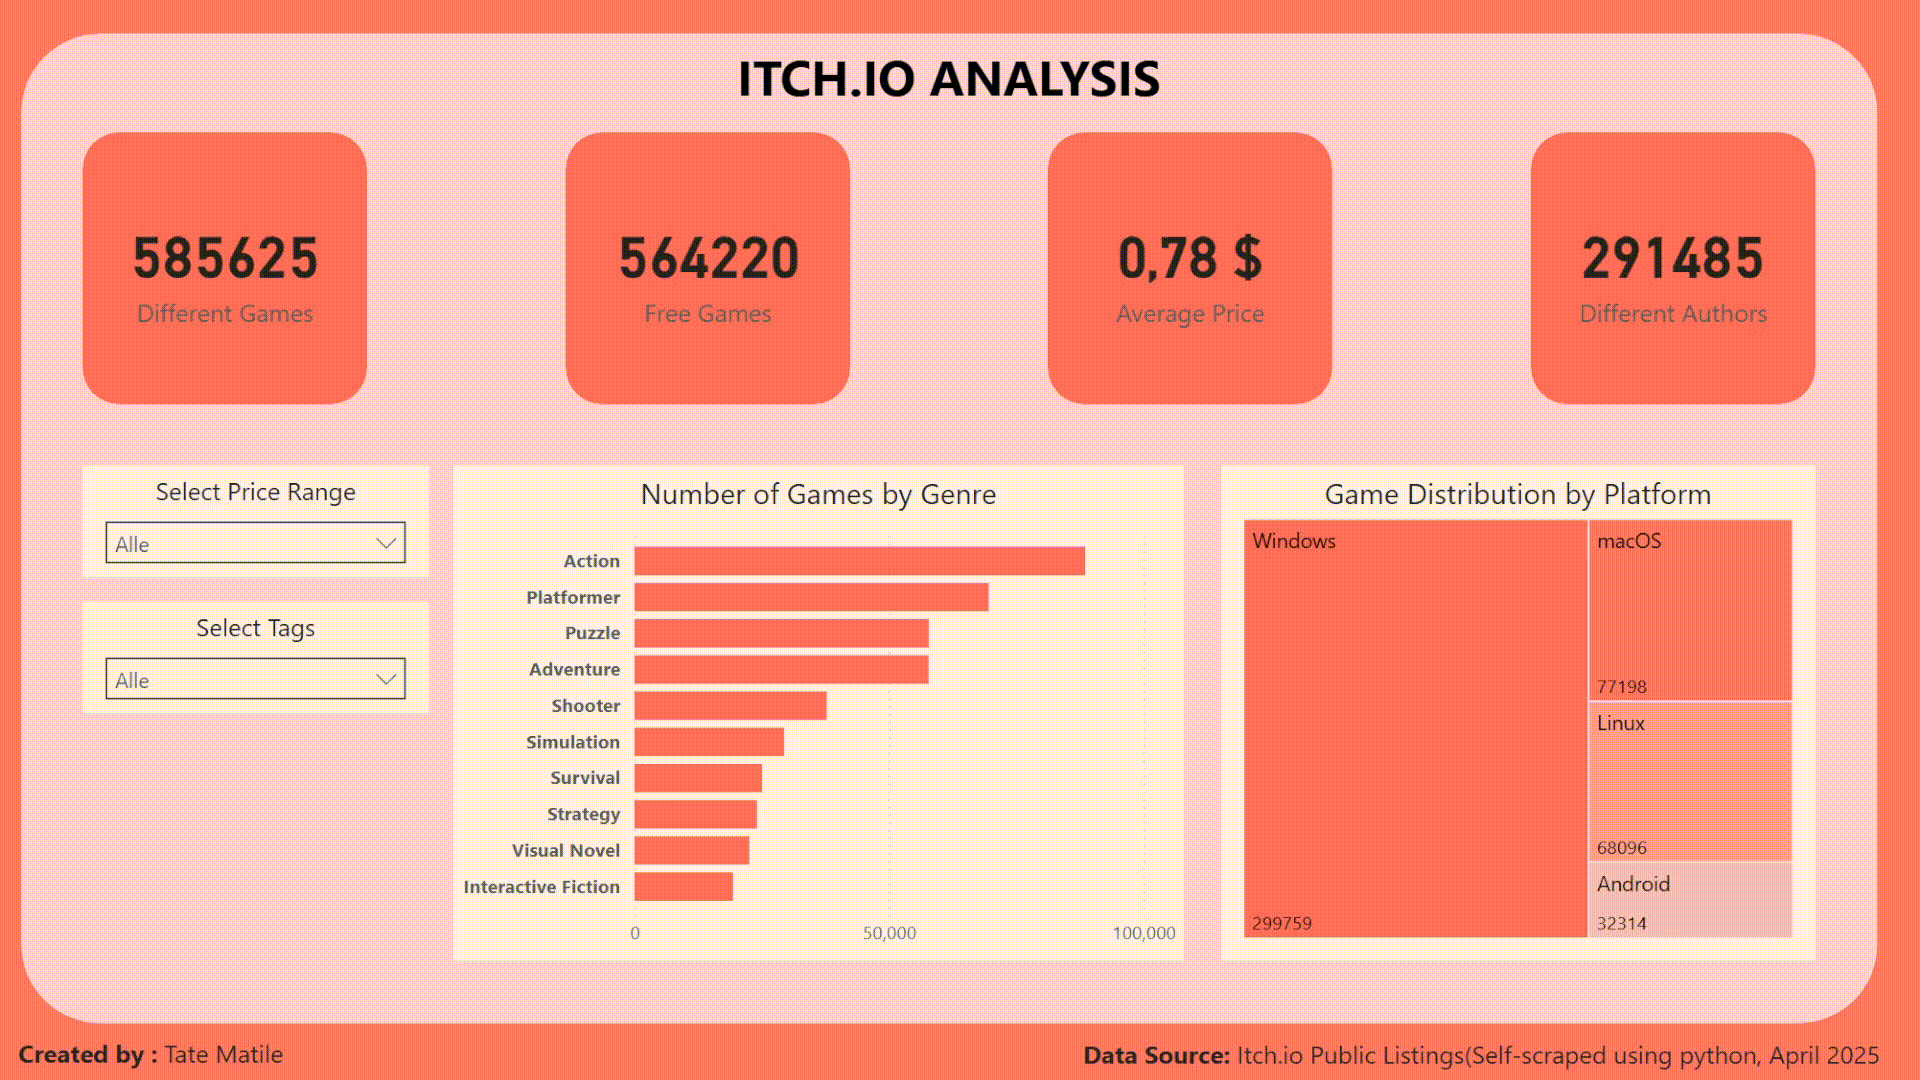 ITCH.IO ANALYSIS
585625
Different Games
564220
Free Games
0,78 $
Average Price
291485
Different Authors
Select Price Range
Alle
Select Tags
Alle
Number of Games by Genre
Action
Platformer
Puzzle
Adventure
Shooter
Simulation
Survival
Strategy
Visual Novel
Interactive Fiction
0 50,000 100,000
Game Distribution by Platform
Windows
299759
macOS
77198
Linux
68096
Android
32314
Created by : Tate Matile
Data Source: Itch.io Public Listings(Self-scraped using python, April 2025